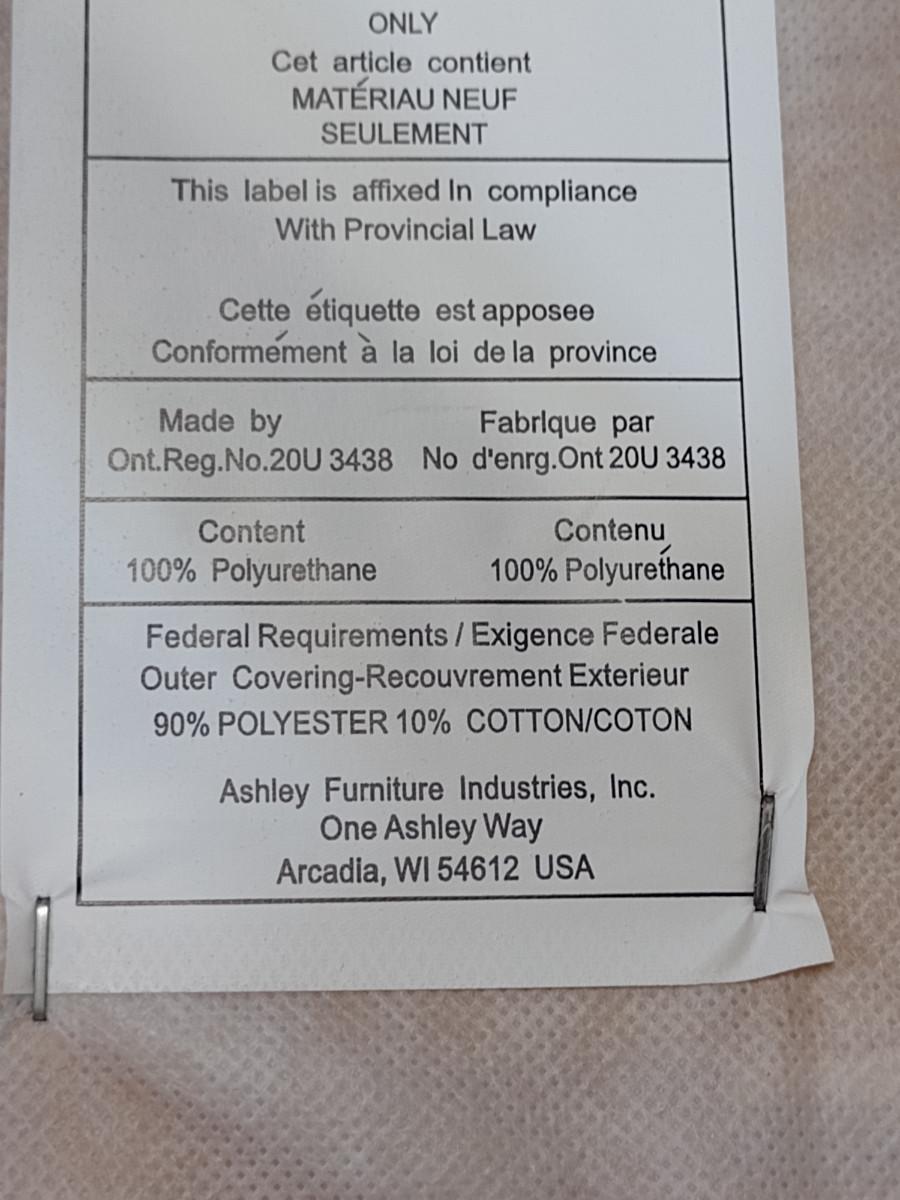 ONLY
Cet article contient
MATÉRIAU NEUF
SEULEMENT
This label is affixed In compliance
With Provincial Law
Cette étiquette est apposee
Conformément à la loi de la province
Made by
Ont.Reg.No.20U 3438
Fabrique par
No d'enrg.Ont 20U 3438
Content
100% Polyurethane
Contenu
100% Polyuréthane
Federal Requirements / Exigence Federale
Outer Covering-Recouvrement Exterieur
90% POLYESTER 10% COTTON/COTON
Ashley Furniture Industries, Inc.
One Ashley Way
Arcadia, WI 54612 USA